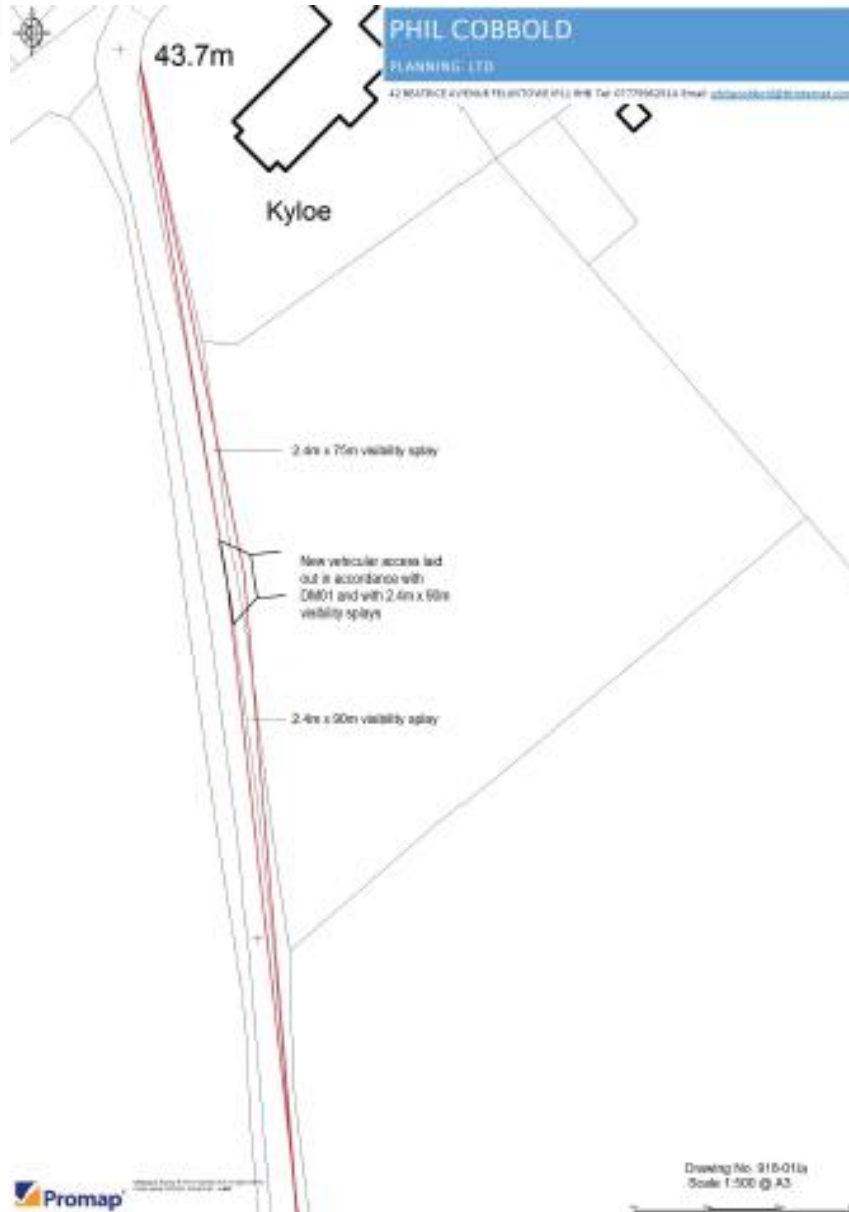 PHIL COBBOLD
PLANNING LTD
43.7m
Kyloe
2.4m x 75m visibility splay
New vehicular access laid
out in accordance with
DM01 and with 2.4m x 90m
visibility splays
2.4m x 90m visibility splay
Promap
Drawing No.
Scale 1:500 @ A3